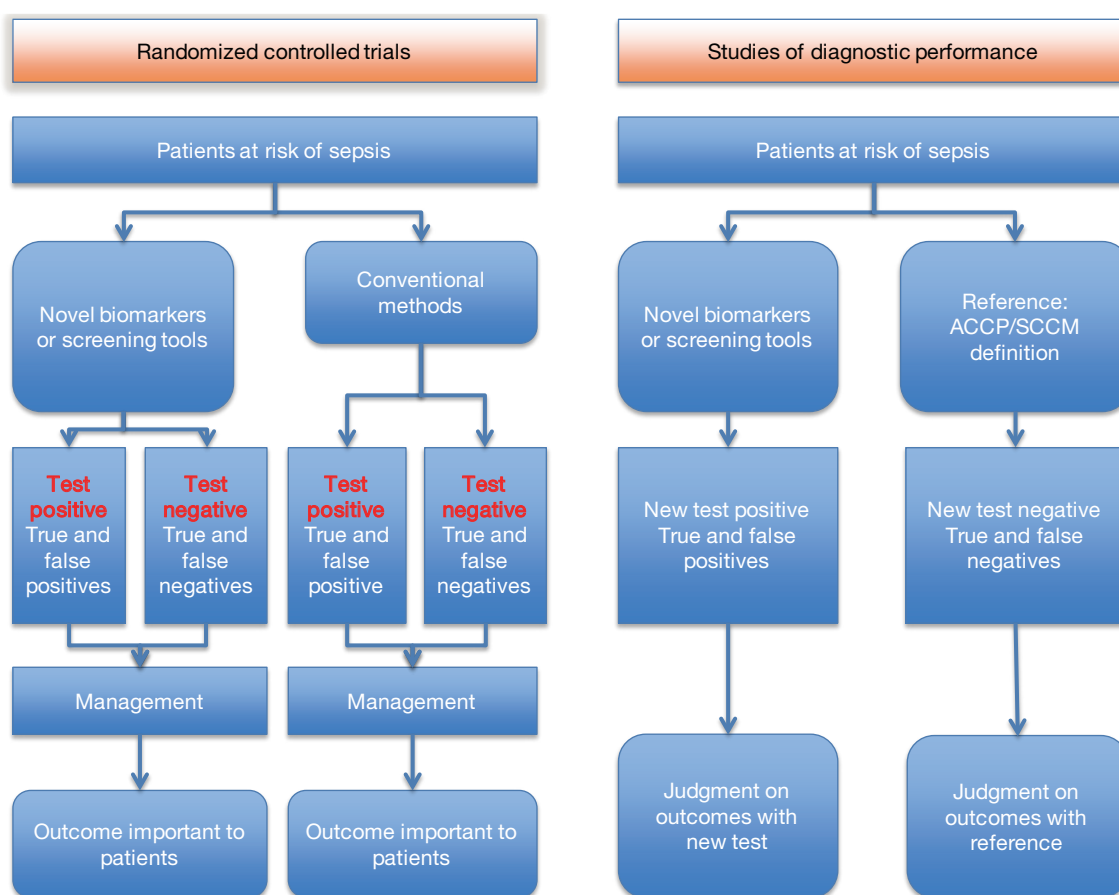 Randomized controlled trials
Patients at risk of sepsis
Novel biomarkers
or screening tools
Conventional
methods
Test
positive
True and
false
positives
Test
negative
True and
false
negatives
Test
positive
True and
false
positive
Test
negative
True and
false
negatives
Management
Management
Outcome important to
patients
Outcome important to
patients
Studies of diagnostic performance
Patients at risk of sepsis
Novel biomarkers
or screening tools
Reference:
ACCP/SCCM
definition
New test positive
True and false
positives
New test negative
True and false
negatives
Judgment on
outcomes with
new test
Judgment on
outcomes with
reference